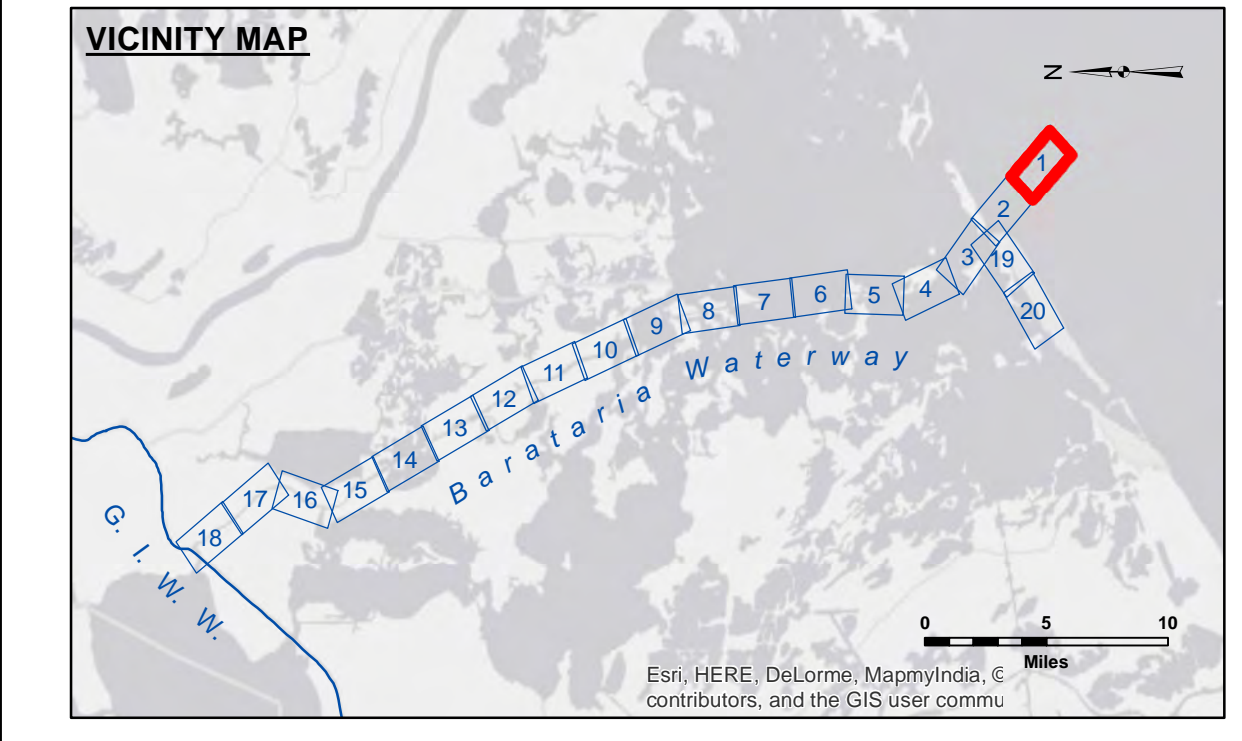 VICINITY MAP
N
1
2
3
19
4
20
5
6
7
8
9
10
11
12
13
14
15
16
17
18
Barataria Waterway
G. I. W. W.
0 5 10
Miles
Esri, HERE, DeLorme, MapmyIndia, ©
contributors, and the GIS user commu